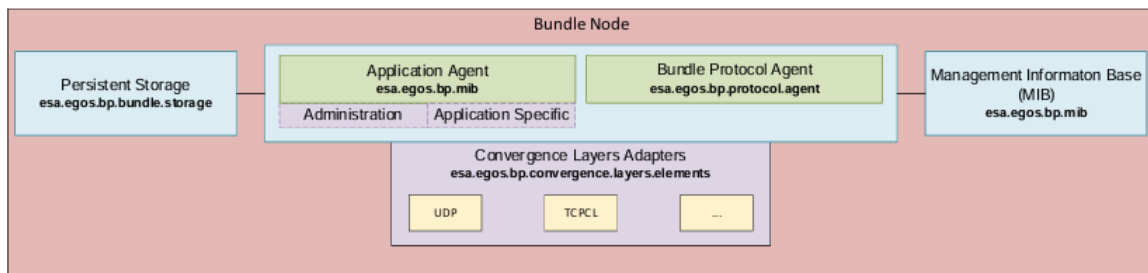 Bundle Node
Persistent Storage
esa.egos.bp.bundle.storage
Application Agent
esa.egos.bp.mib
Administration
Application Specific
Bundle Protocol Agent
esa.egos.bp.protocol.agent
Management Informaton Base
(MIB)
esa.egos.bp.mib
Convergence Layers Adapters
esa.egos.bp.convergence.layers.elements
UDP
TCPCL
...